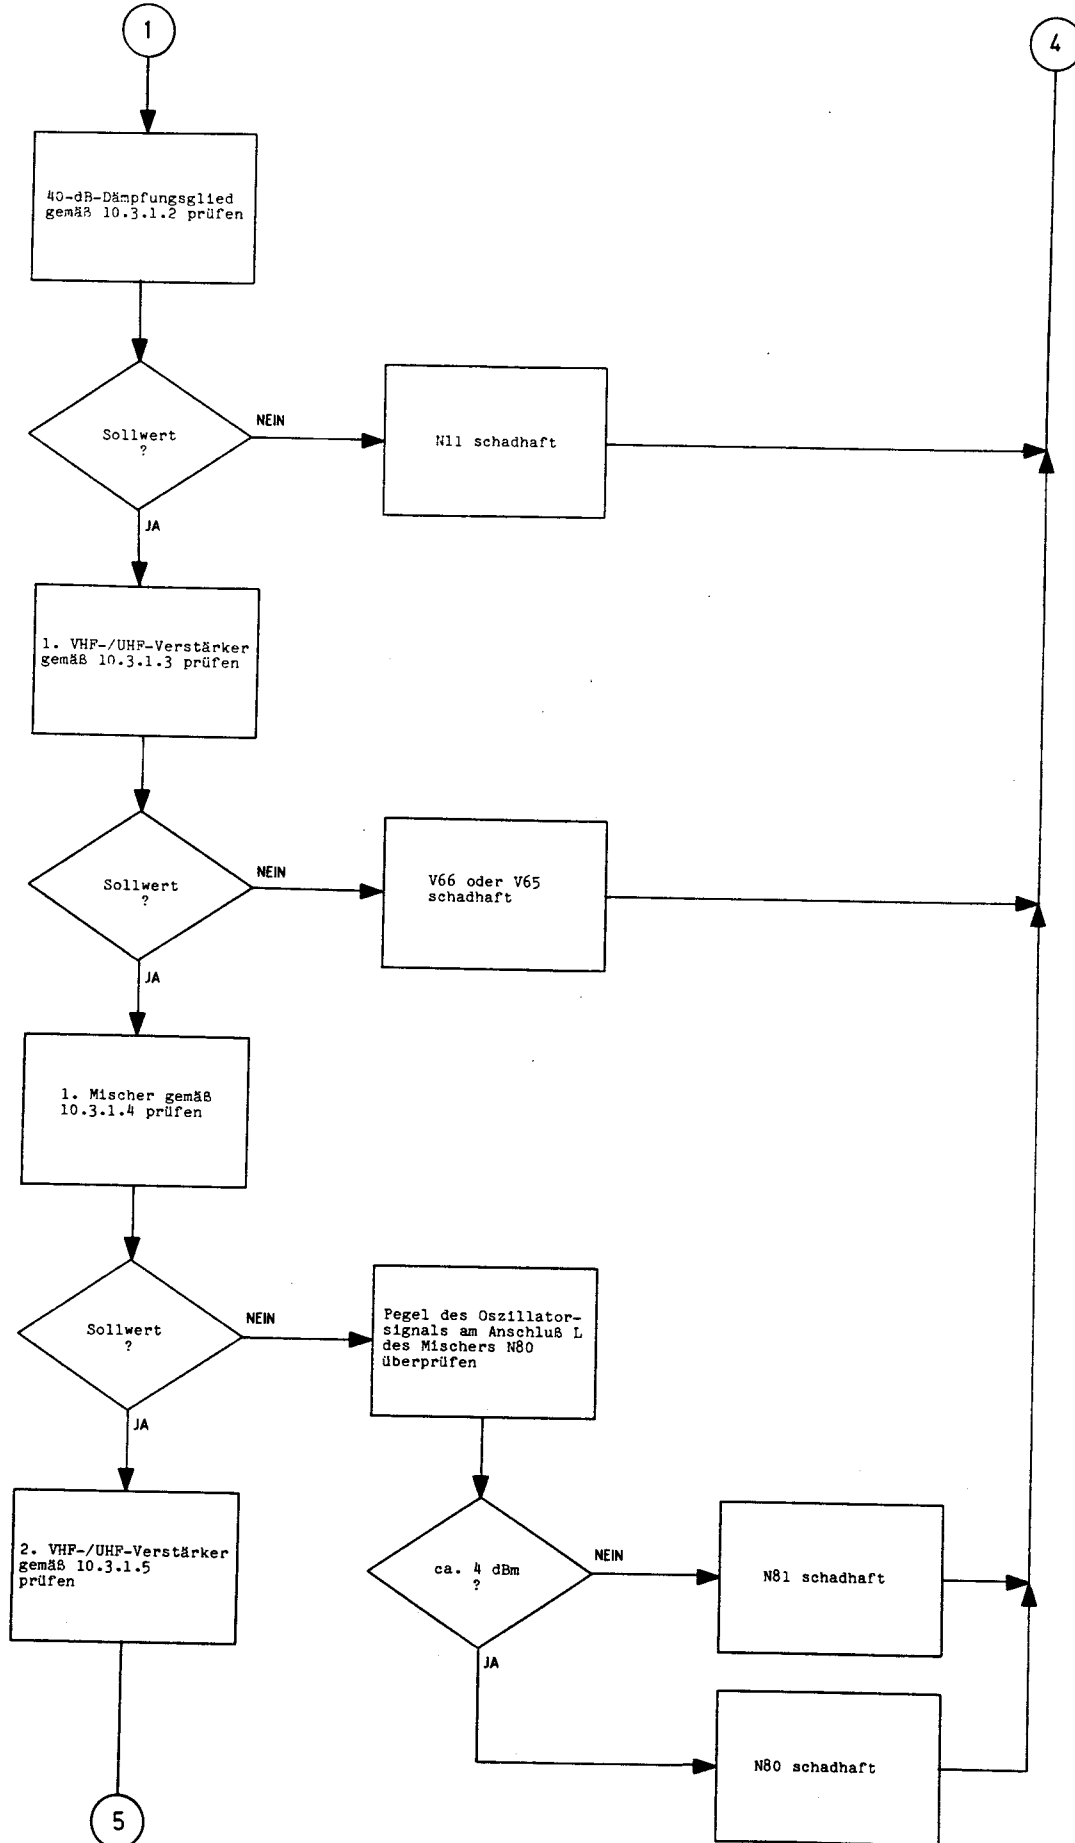 1
4
40-dB-Dämpfungsglied
gemäß 10.3.1.2 prüfen
Sollwert
?
NEIN
N11 schadhaft
JA
1. VHF-/UHF-Verstärker
gemäß 10.3.1.3 prüfen
Sollwert
?
NEIN
V66 oder V65
schadhaft
JA
1. Mischer gemäß
10.3.1.4 prüfen
Sollwert
?
NEIN
Pegel des Oszillator-
signals am Anschluß L
des Mischers N80
überprüfen
JA
2. VHF-/UHF-Verstärker
gemäß 10.3.1.5
prüfen
ca. 4 dBm
?
NEIN
N81 schadhaft
JA
N80 schadhaft
5